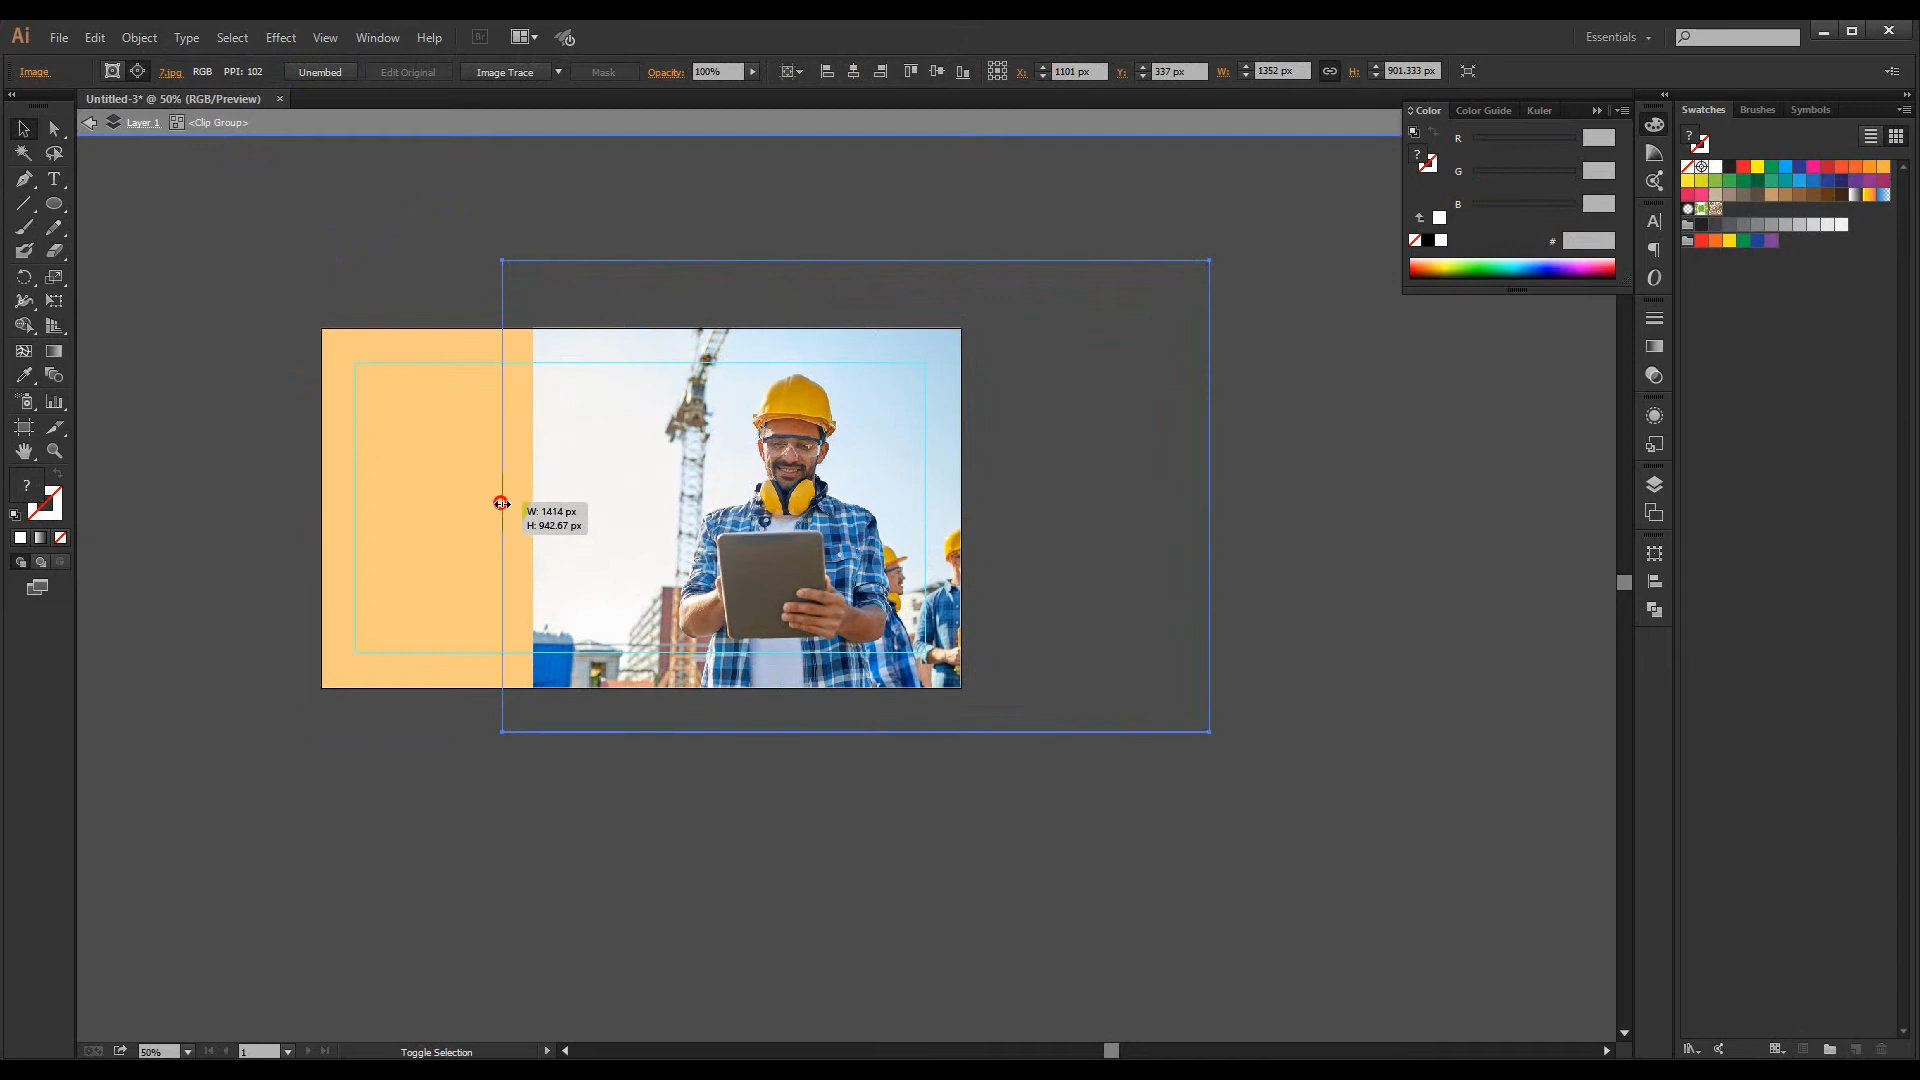 Ai File Edit Object Type Select Effect View Window Help Br Essentials
Image 7.jpg RGB PPI: 102 Unembed Edit Original Image Trace Mask Opacity: 100% X: 1101 px Y: 337 px W: 1352 px H: 901.333 px
Untitled-3* @ 50% (RGB/Preview) ×
Layer 1 <Clip Group>
Color Color Guide Kuler
R
G
B
#
Swatches Brushes Symbols
?
?
?
T
A
W: 1414 px
H: 942.67 px
50% 1 Toggle Selection